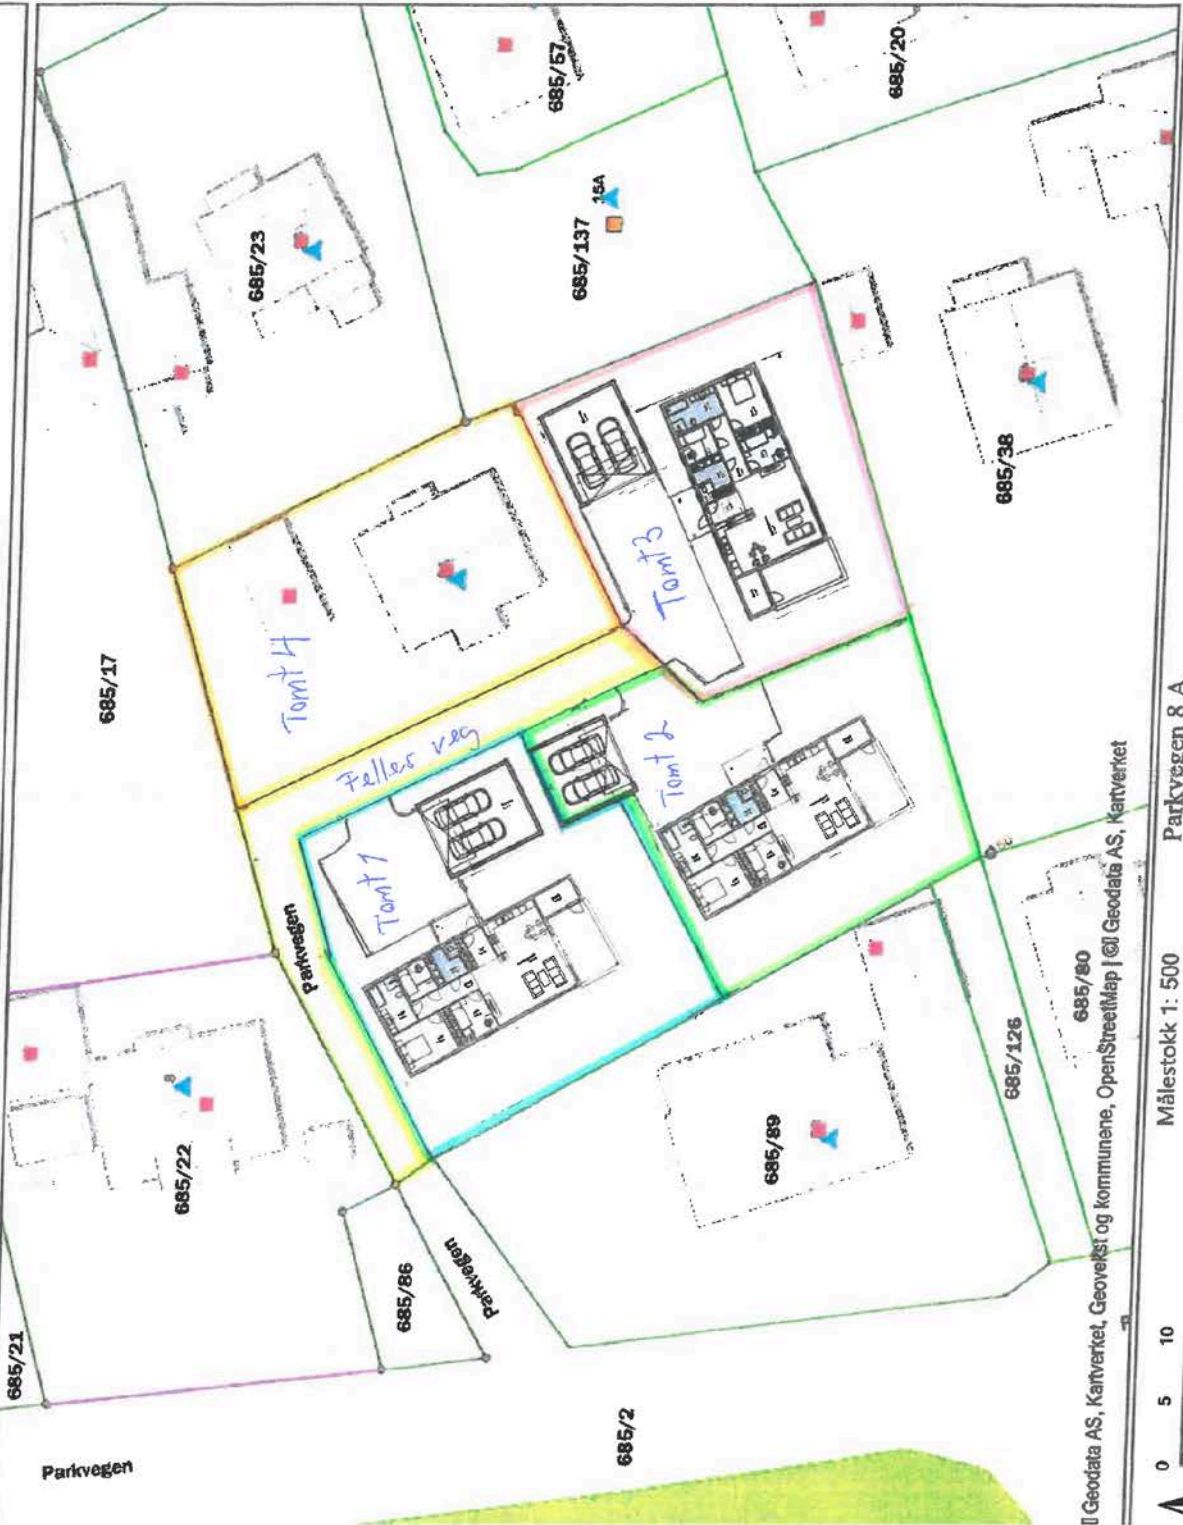 685/21
Parkvegen
685/22
8
685/86
Parkvegen
685/2
685/17
Parkvegen
Feller veg
Tomt 4
Tomt 1
Tomt 2
Tomt 3
685/23
685/57
685/20
685/137
15A
685/38
685/89
685/126
685/80
Geodata AS, Kartverket, Geovekst og kommunene, OpenStreetMap | © Geodata AS, Kartverket
0 5 10
Målestokk 1: 500
Parkvegen 8 A